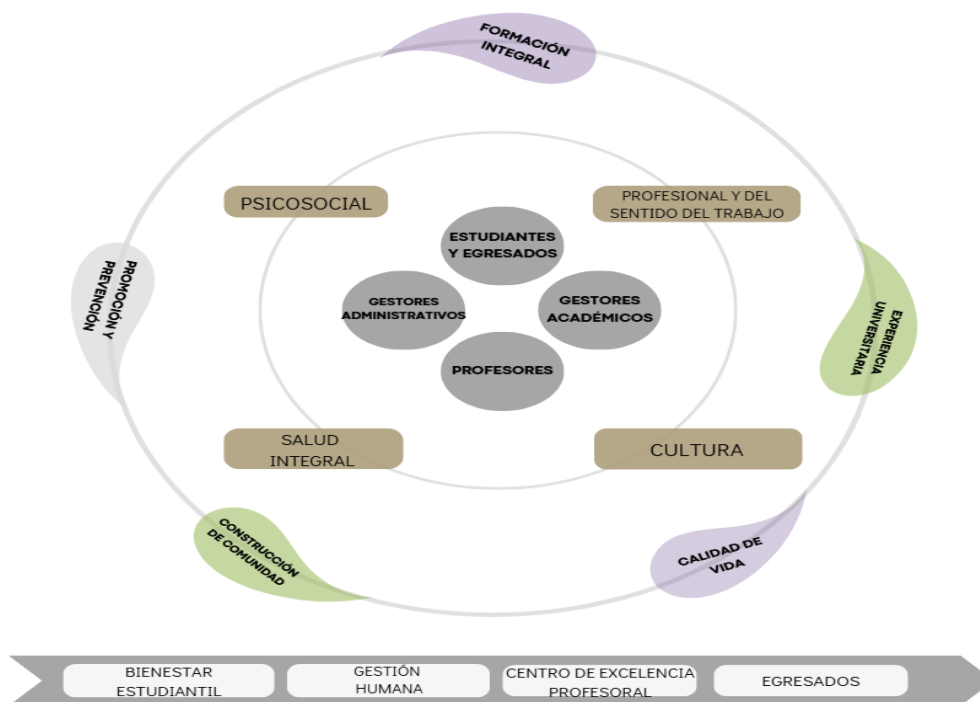 FORMACIÓN
INTEGRAL
PSICOSOCIAL
PROFESIONAL Y DEL
SENTIDO DEL TRABAJO
ESTUDIANTES
Y EGRESADOS
PROMOCIÓN Y
PREVENCIÓN
GESTORES
ADMINISTRATIVOS
GESTORES
ACADÉMICOS
EXPERIENCIA
UNIVERSITARIA
PROFESORES
SALUD
INTEGRAL
CULTURA
CONSTRUCCIÓN
DE COMUNIDAD
CALIDAD DE
VIDA
BIENESTAR
ESTUDIANTIL
GESTIÓN
HUMANA
CENTRO DE EXCELENCIA
PROFESORAL
EGRESADOS